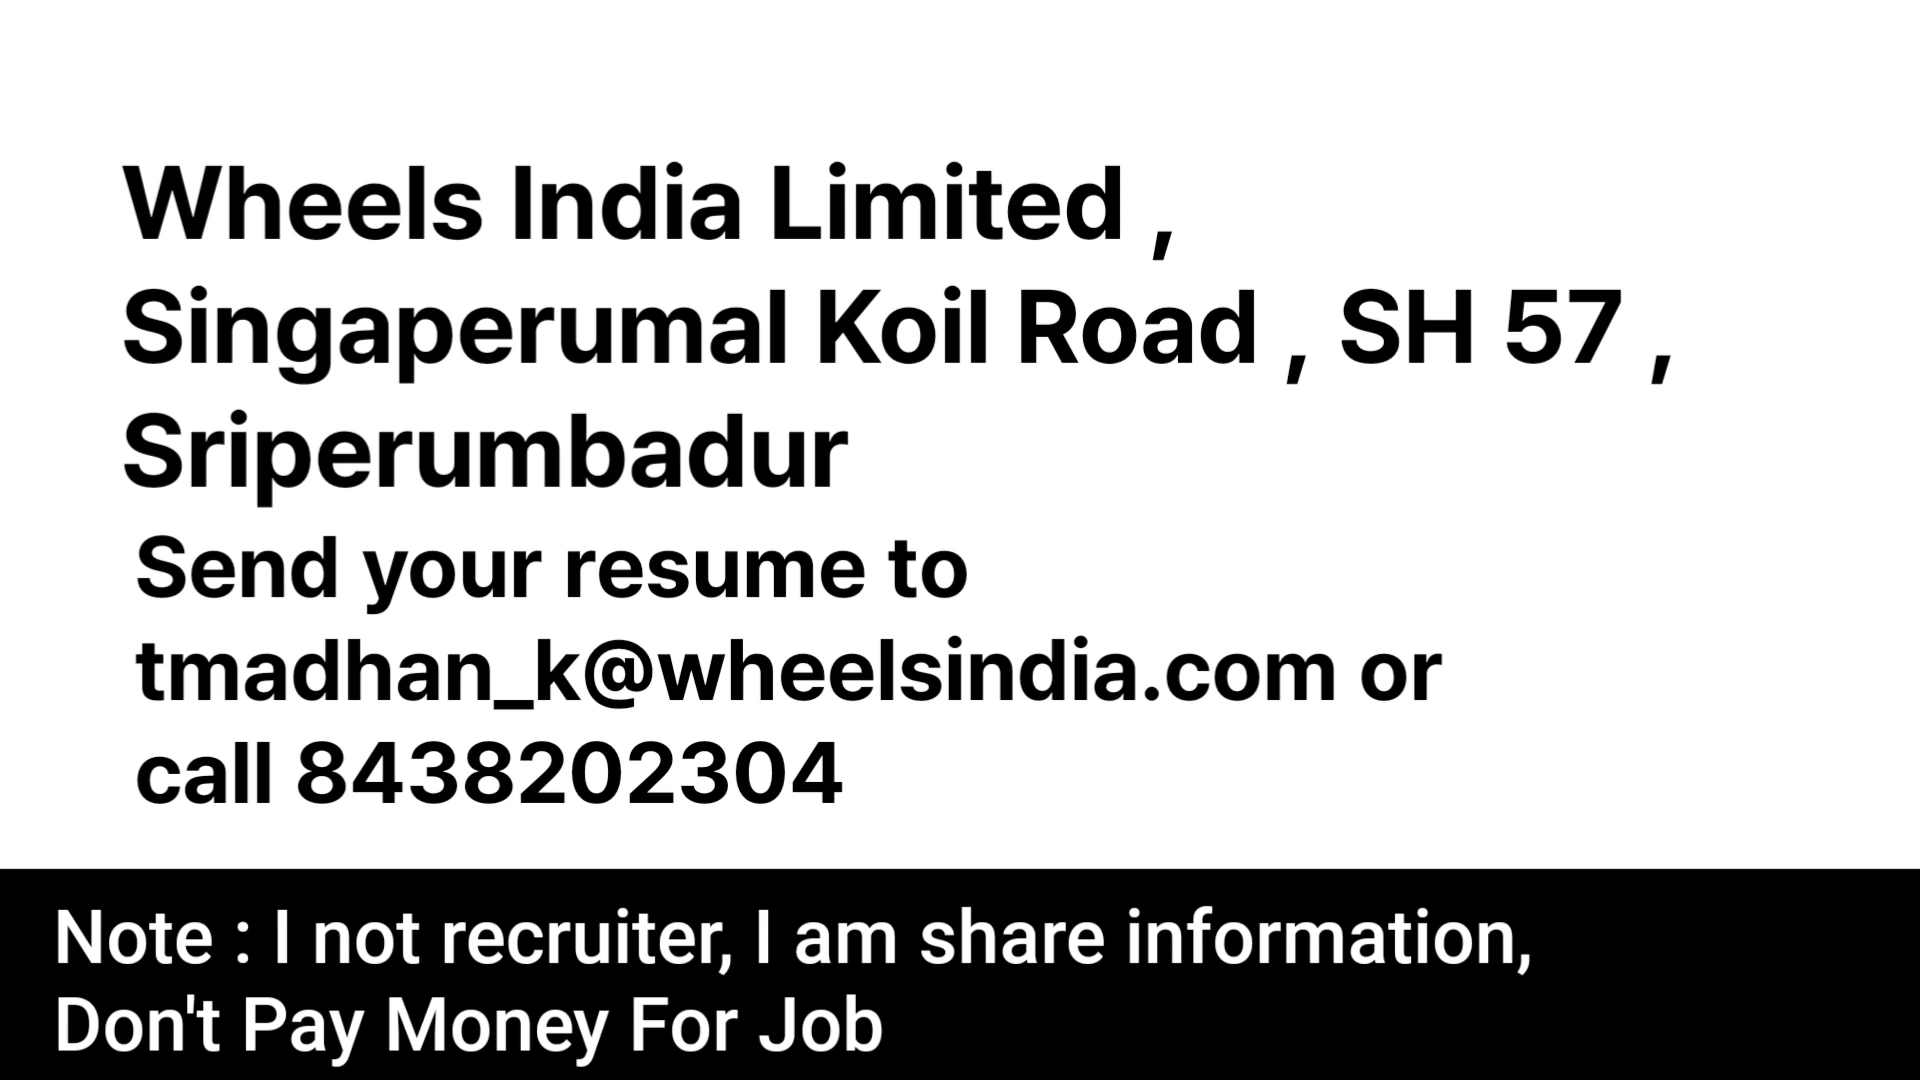 Wheels India Limited ,
Singaperumal Koil Road , SH 57 ,
Sriperumbadur
Send your resume to
tmadhan_k@wheelsindia.com or
call 8438202304
Note : I not recruiter, I am share information,
Don't Pay Money For Job